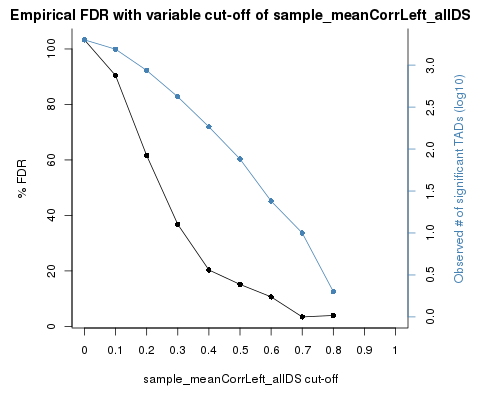 Empirical FDR with variable cut-off of sample_meanCorrLeft_allDS
% FDR
100
80
60
40
20
0
3.0
2.5
2.0
1.5
1.0
0.5
0.0
Observed # of significant TADs (log10)
0 0.1 0.2 0.3 0.4 0.5 0.6 0.7 0.8 0.9 1
sample_meanCorrLeft_allDS cut-off